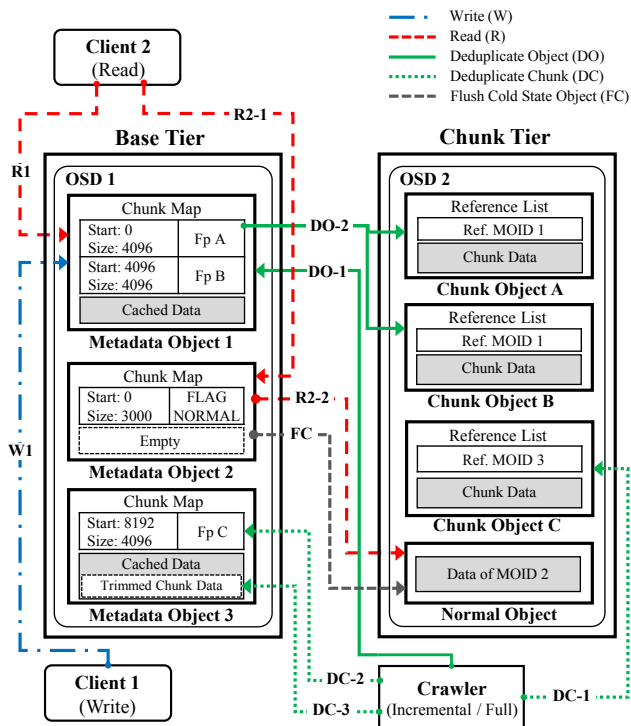 Write (W)
Read (R)
Deduplicate Object (DO)
Deduplicate Chunk (DC)
Flush Cold State Object (FC)
Client 2
(Read)
R2-1
R1
Base Tier
OSD 1
Chunk Map
Start: 0
Size: 4096
Fp A
Start: 4096
Size: 4096
Fp B
Cached Data
Metadata Object 1
DO-2
DO-1
Chunk Map
Start: 0
Size: 3000
FLAG
NORMAL
Empty
Metadata Object 2
R2-2
FC
W1
Chunk Map
Start: 8192
Size: 4096
Fp C
Cached Data
Trimmed Chunk Data
Metadata Object 3
Chunk Tier
OSD 2
Reference List
Ref. MOID 1
Chunk Data
Chunk Object A
Reference List
Ref. MOID 1
Chunk Data
Chunk Object B
Reference List
Ref. MOID 3
Chunk Data
Chunk Object C
Data of MOID 2
Normal Object
Client 1
(Write)
DC-2
DC-3
Crawler
(Incremental / Full)
DC-1